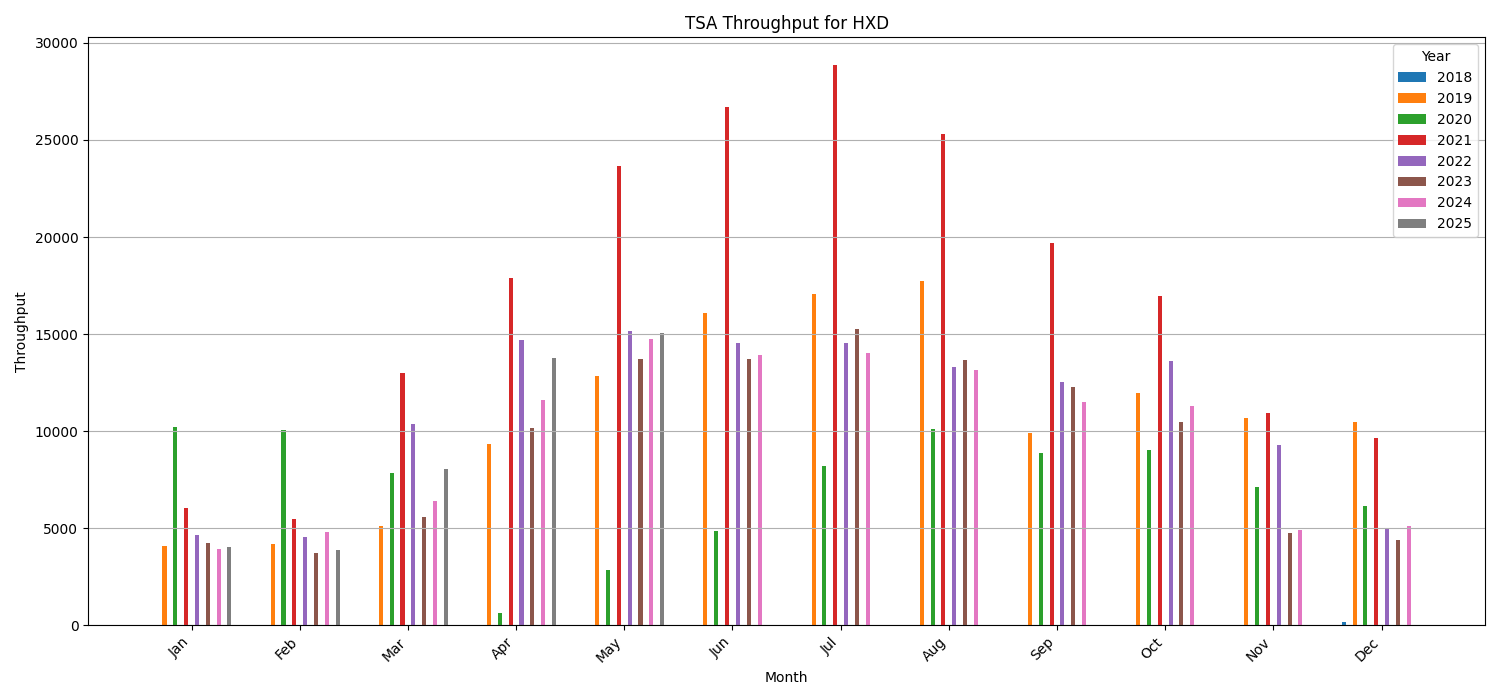 TSA Throughput for HXD
30000
25000
20000
15000
10000
5000
0
Throughput
Year
2018
2019
2020
2021
2022
2023
2024
2025
Jan
Feb
Mar
Apr
May
Jun
Jul
Aug
Sep
Oct
Nov
Dec
Month